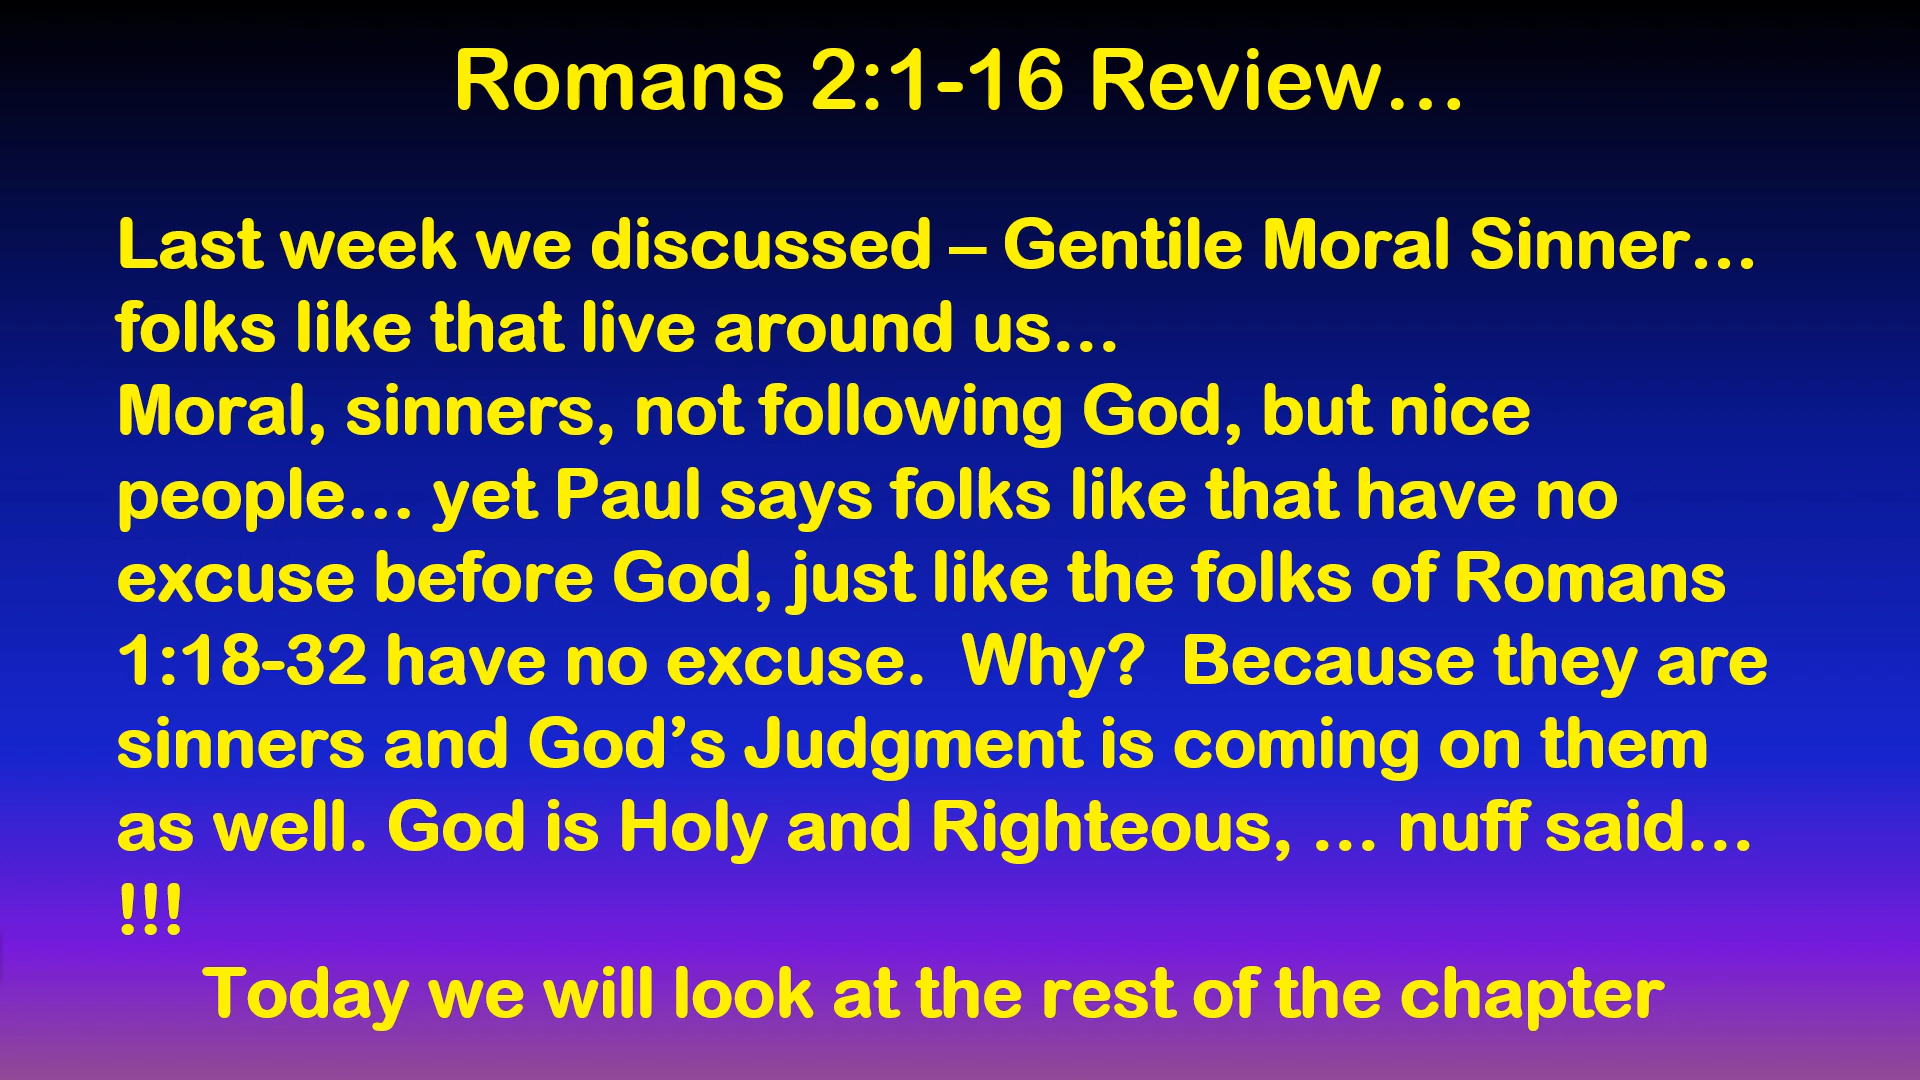 Romans 2:1-16 Review…
Last week we discussed – Gentile Moral Sinner…
folks like that live around us…
Moral, sinners, not following God, but nice
people… yet Paul says folks like that have no
excuse before God, just like the folks of Romans
1:18-32 have no excuse.  Why?  Because they are
sinners and God’s Judgment is coming on them
as well. God is Holy and Righteous, … nuff said…
!!!
Today we will look at the rest of the chapter